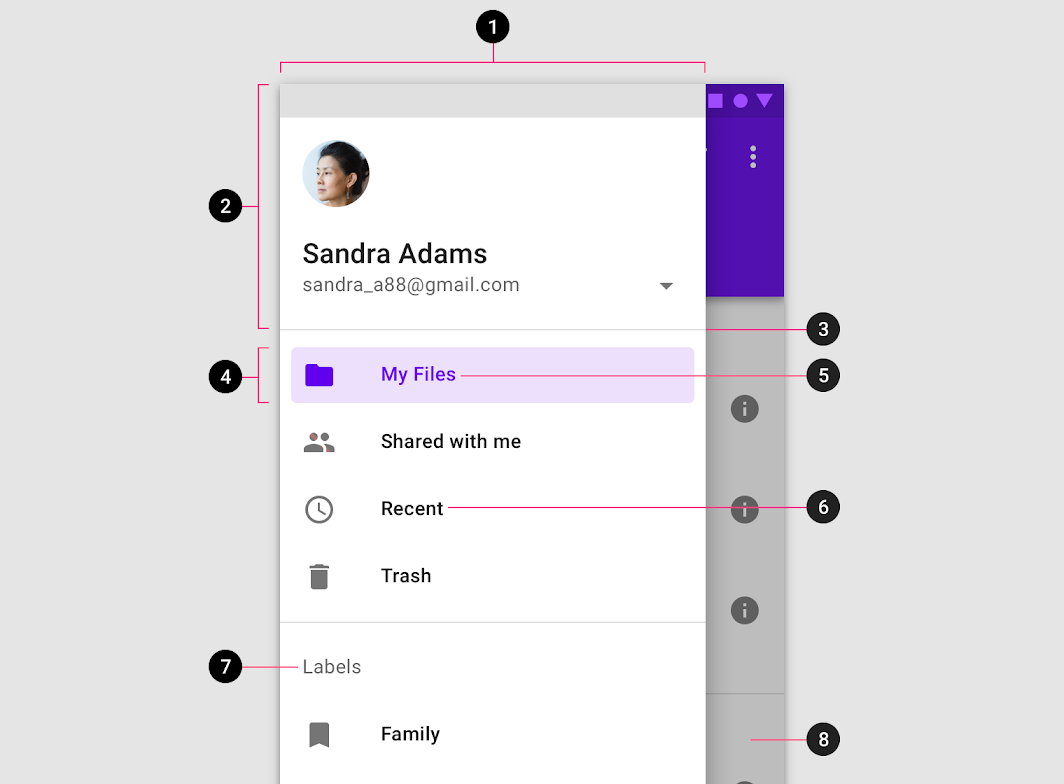 1
2
Sandra Adams
sandra_a88@gmail.com
3
4
My Files
5
Shared with me
Recent
6
Trash
7
Labels
Family
8